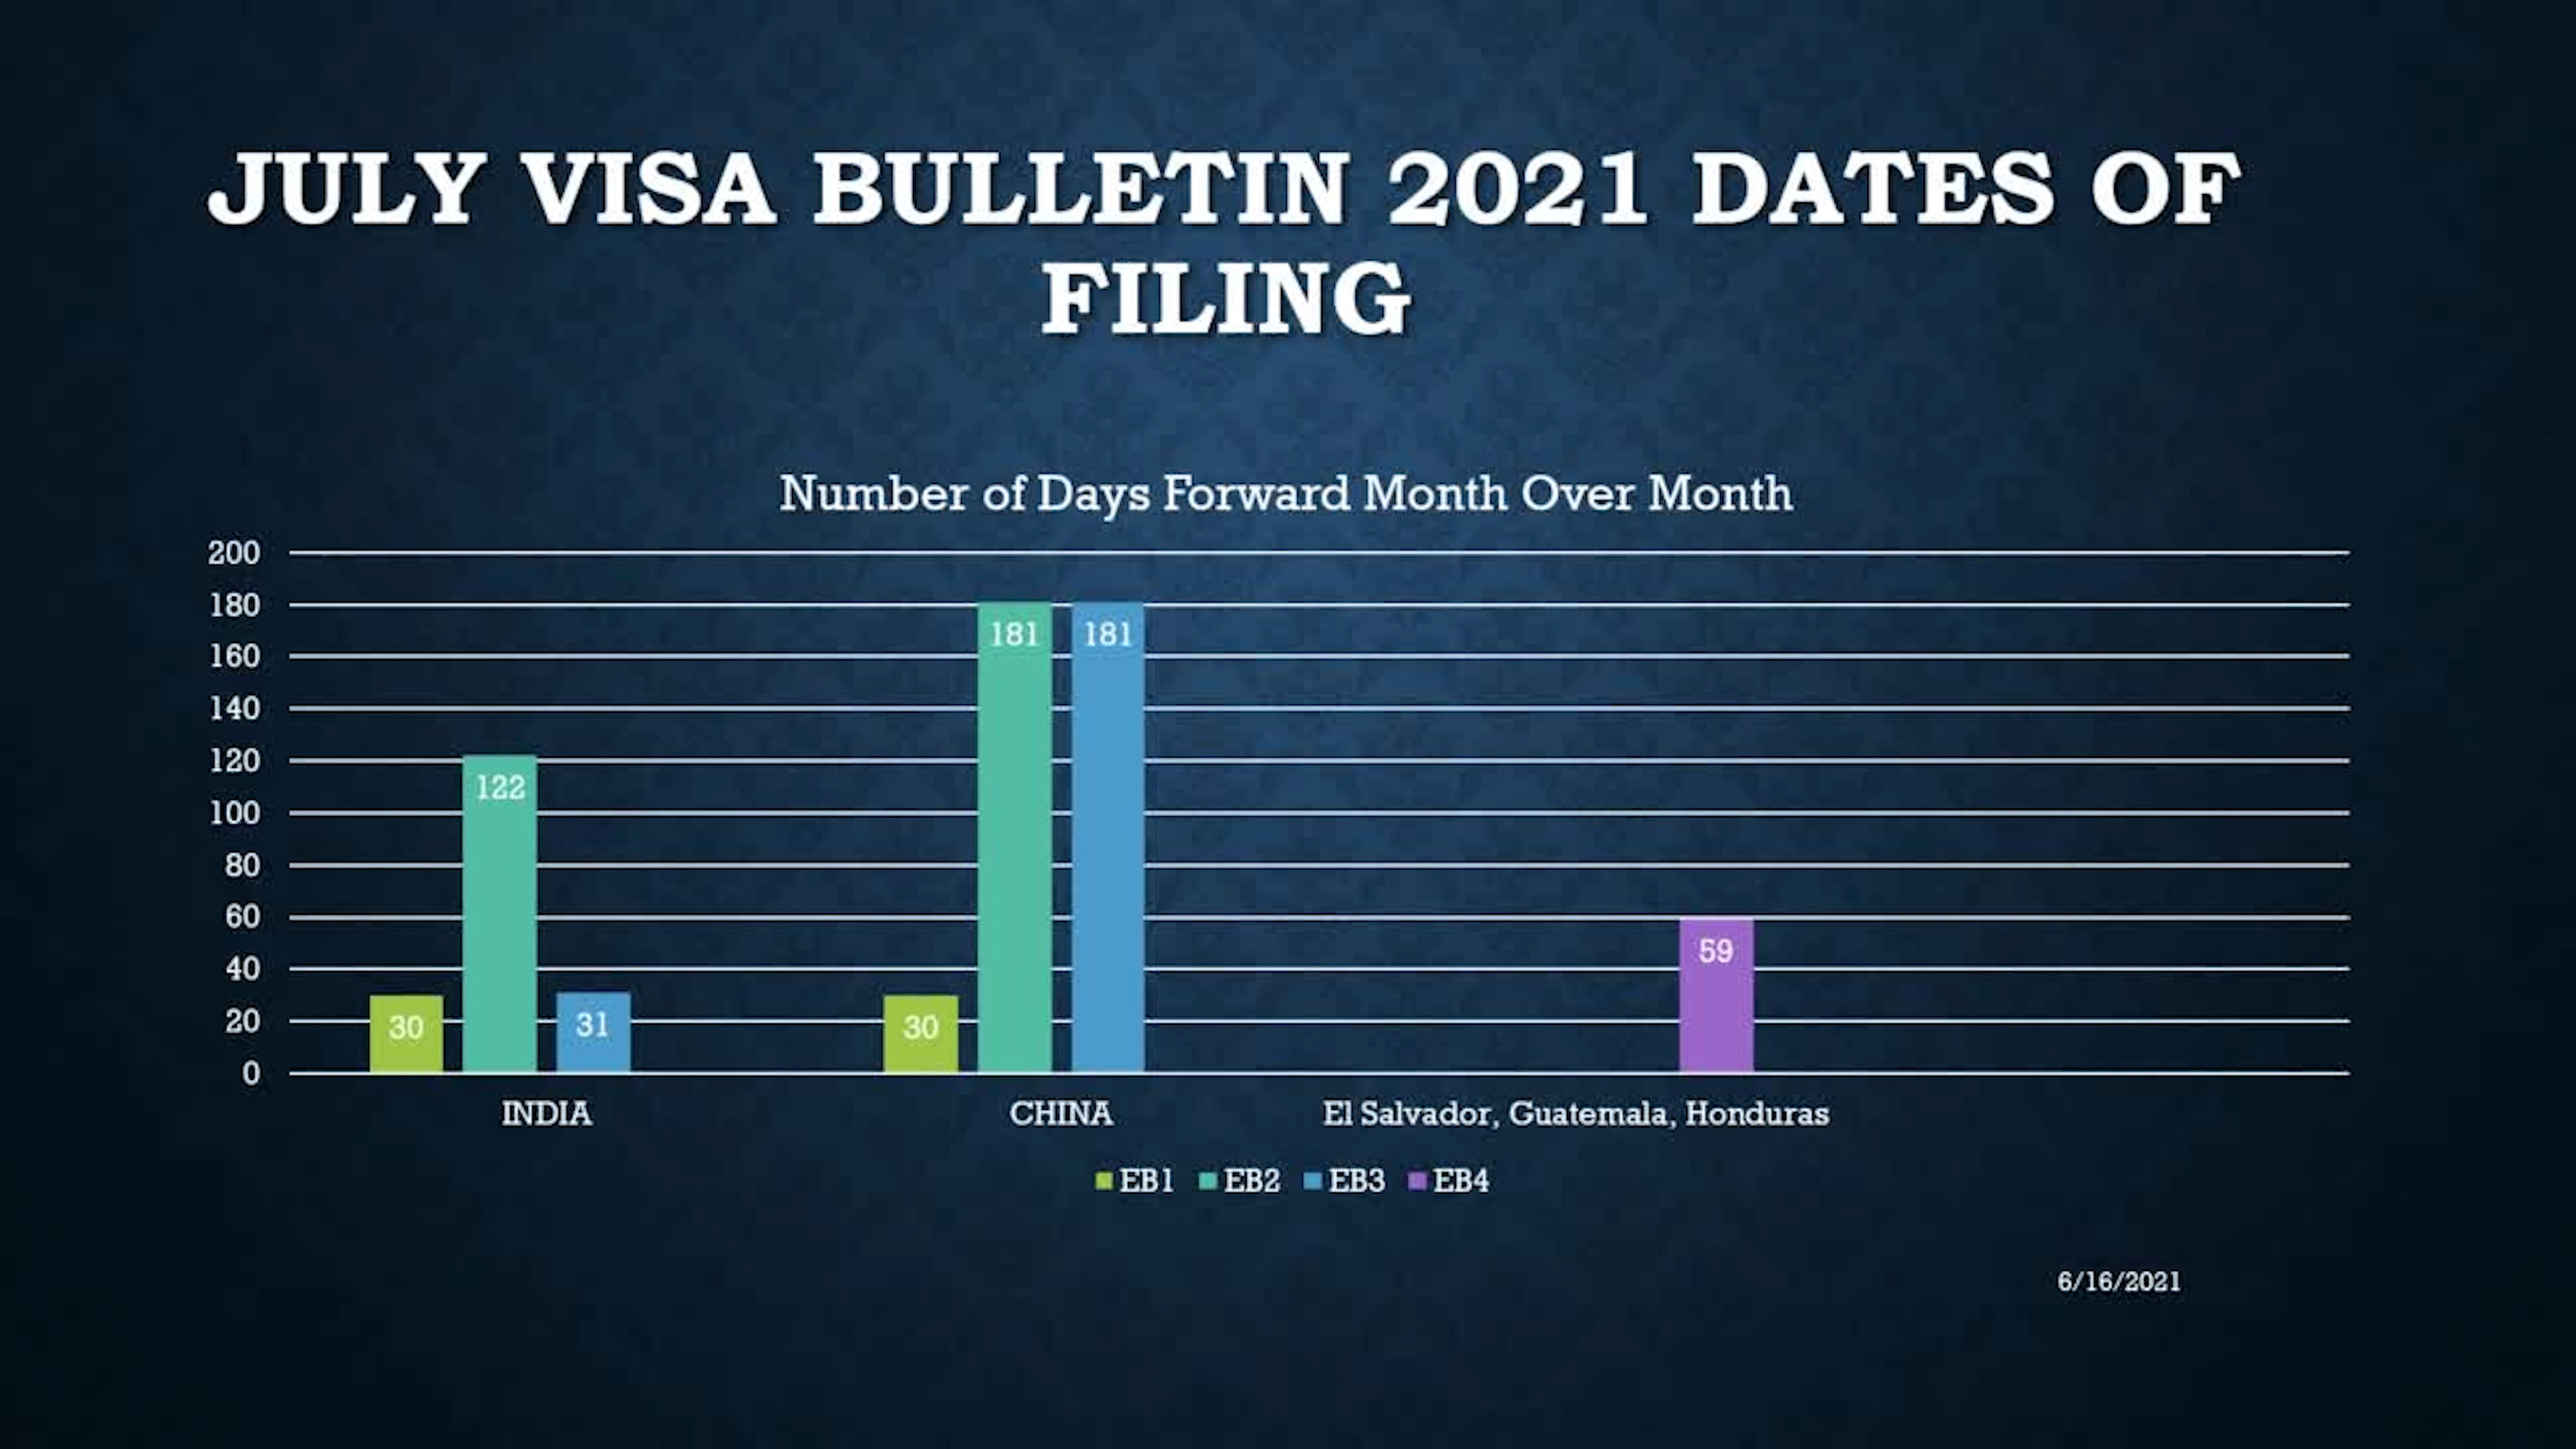 JULY VISA BULLETIN 2021 DATES OF
FILING
Number of Days Forward Month Over Month
200
180
160
140
120
100
80
60
40
20
0
30
122
31
30
181
181
59
INDIA
CHINA
El Salvador, Guatemala, Honduras
EB1
EB2
EB3
EB4
6/16/2021